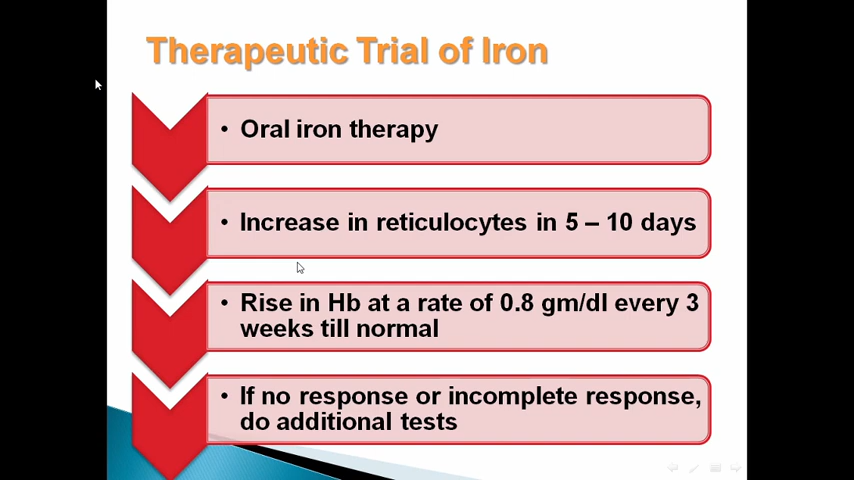 Therapeutic Trial of Iron
• Oral iron therapy
• Increase in reticulocytes in 5 – 10 days
• Rise in Hb at a rate of 0.8 gm/dl every 3
weeks till normal
• If no response or incomplete response,
do additional tests